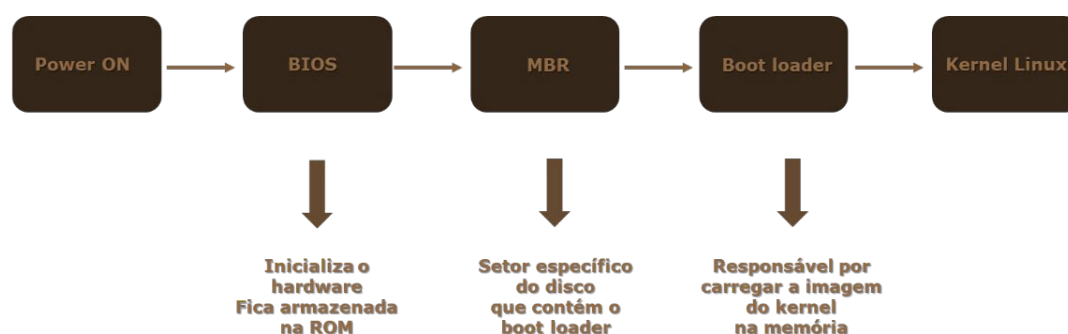 Power ON
BIOS
MBR
Boot loader
Kernel Linux
Inicializa o
hardware
Fica armazenada
na ROM
Setor específico
do disco
que contém o
boot loader
Responsável por
carregar a imagem
do kernel
na memória